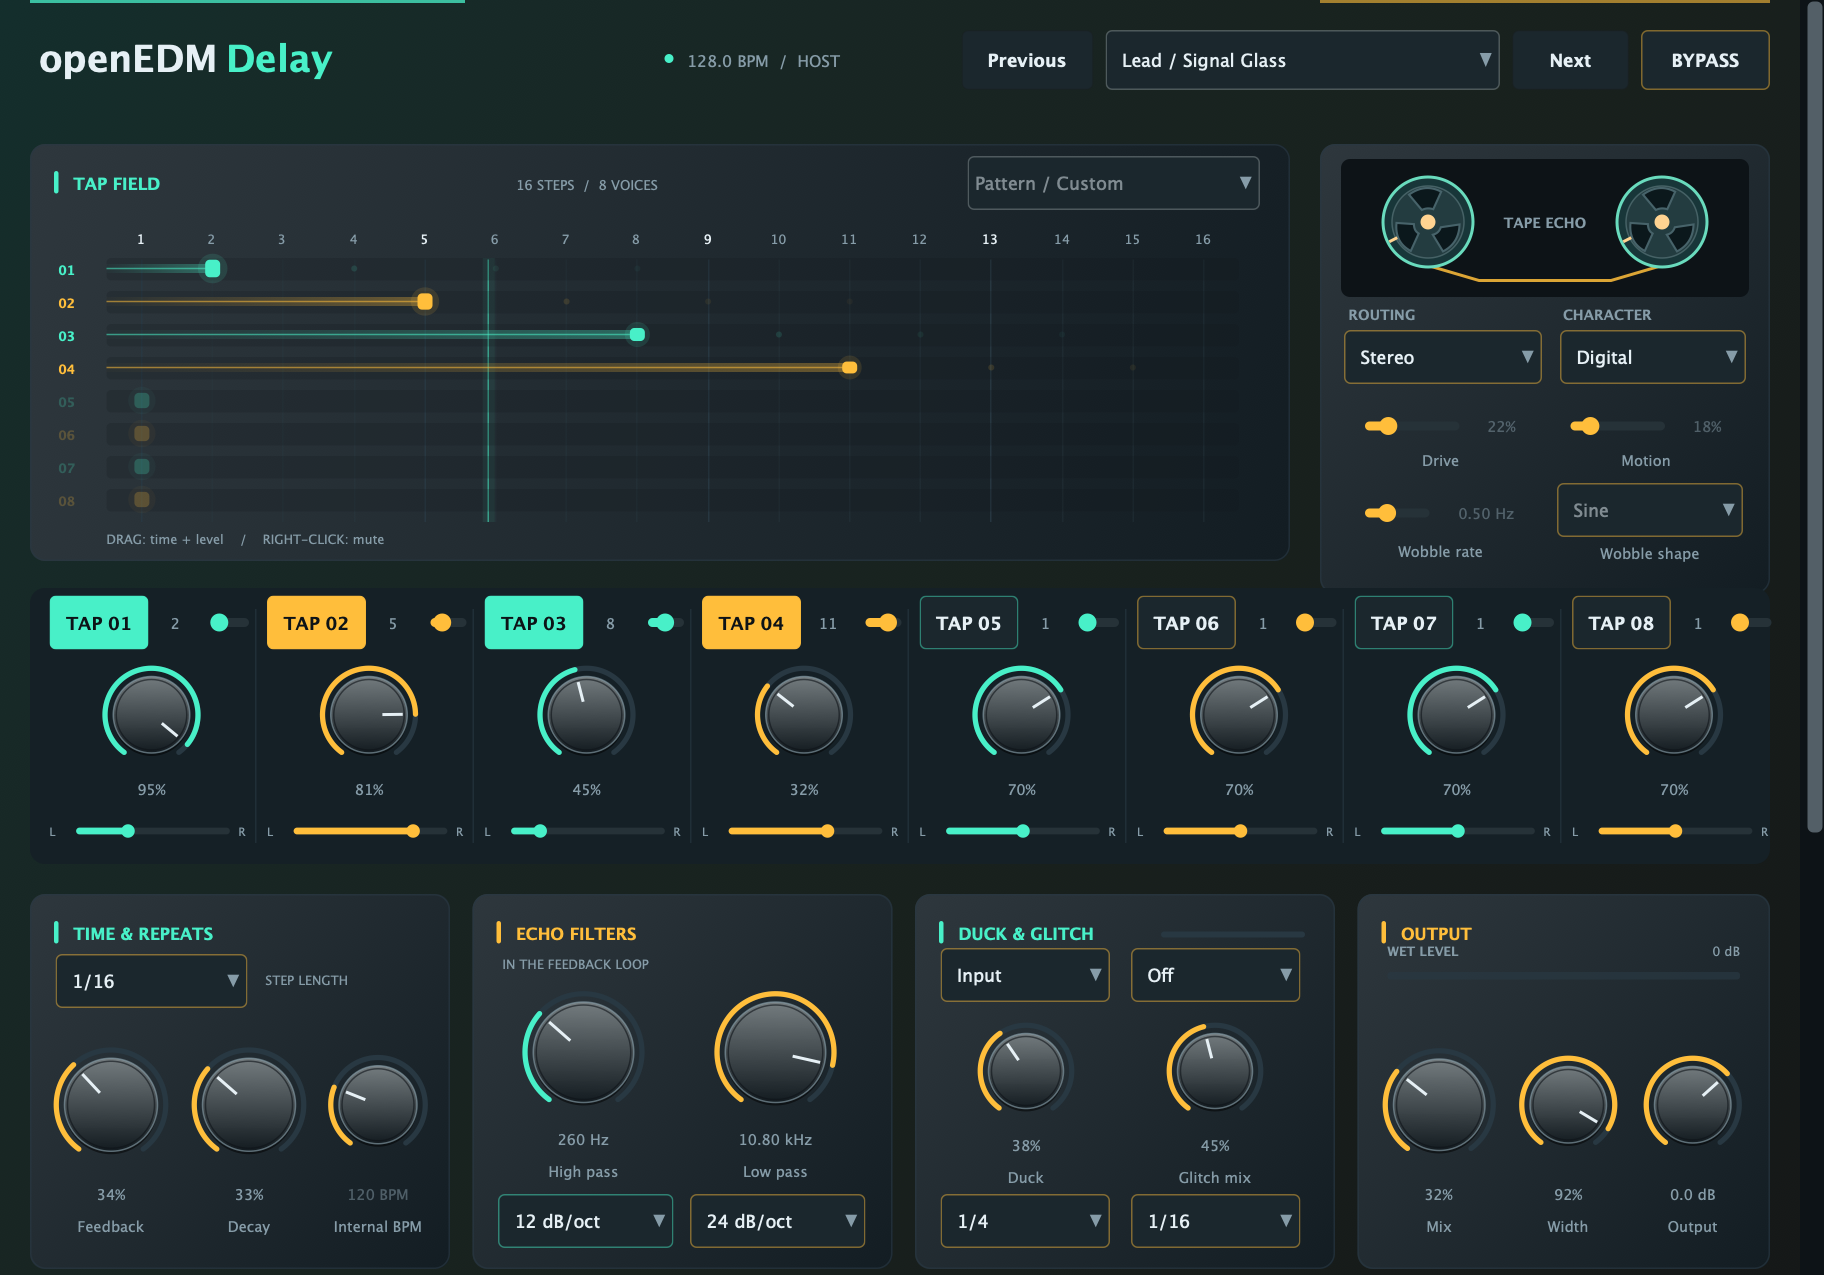 openEDM Delay
128.0 BPM / HOST
Previous
Lead / Signal Glass
Next
BYPASS
TAP FIELD
16 STEPS / 8 VOICES
Pattern / Custom
1 2 3 4 5 6 7 8 9 10 11 12 13 14 15 16
01
02
03
04
05
06
07
08
DRAG: time + level / RIGHT-CLICK: mute
TAPE ECHO
ROUTING CHARACTER
Stereo Digital
22% 18%
Drive Motion
0.50 Hz Sine
Wobble rate Wobble shape
TAP 01 2 TAP 02 5 TAP 03 8 TAP 04 11 TAP 05 1 TAP 06 1 TAP 07 1 TAP 08 1
95% 81% 45% 32% 70% 70% 70% 70%
L R L R L R L R L R L R L R L R
TIME & REPEATS
1/16 STEP LENGTH
34% 33% 120 BPM
Feedback Decay Internal BPM
ECHO FILTERS
IN THE FEEDBACK LOOP
260 Hz 10.80 kHz
High pass Low pass
12 dB/oct 24 dB/oct
DUCK & GLITCH
Input Off
38% 45%
Duck Glitch mix
1/4 1/16
OUTPUT
WET LEVEL 0 dB
32% 92% 0.0 dB
Mix Width Output